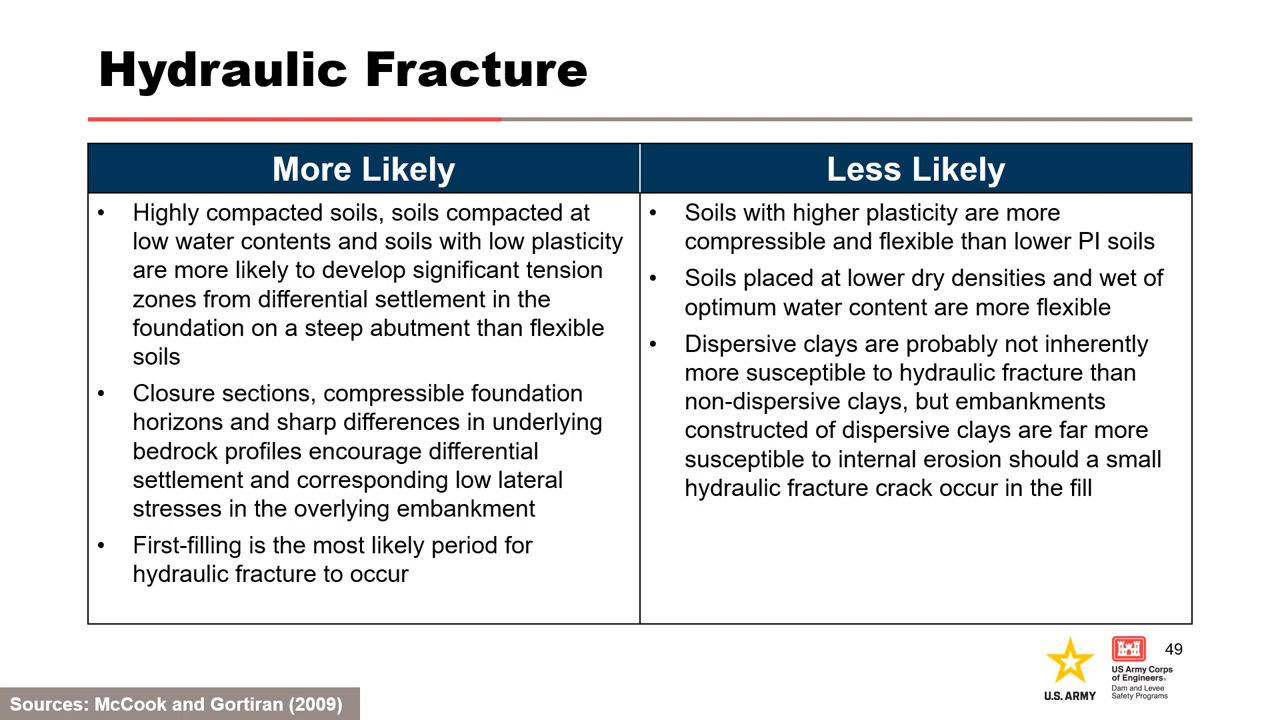 Hydraulic Fracture
More Likely
Less Likely
• Highly compacted soils, soils compacted at
low water contents and soils with low plasticity
are more likely to develop significant tension
zones from differential settlement in the
foundation on a steep abutment than flexible
soils
• Closure sections, compressible foundation
horizons and sharp differences in underlying
bedrock profiles encourage differential
settlement and corresponding low lateral
stresses in the overlying embankment
• First-filling is the most likely period for
hydraulic fracture to occur
• Soils with higher plasticity are more
compressible and flexible than lower PI soils
• Soils placed at lower dry densities and wet of
optimum water content are more flexible
• Dispersive clays are probably not inherently
more susceptible to hydraulic fracture than
non-dispersive clays, but embankments
constructed of dispersive clays are far more
susceptible to internal erosion should a small
hydraulic fracture crack occur in the fill
49
U.S. ARMY
US Army Corps
of Engineers®
Dam and Levee
Safety Programs
Sources: McCook and Gortiran (2009)